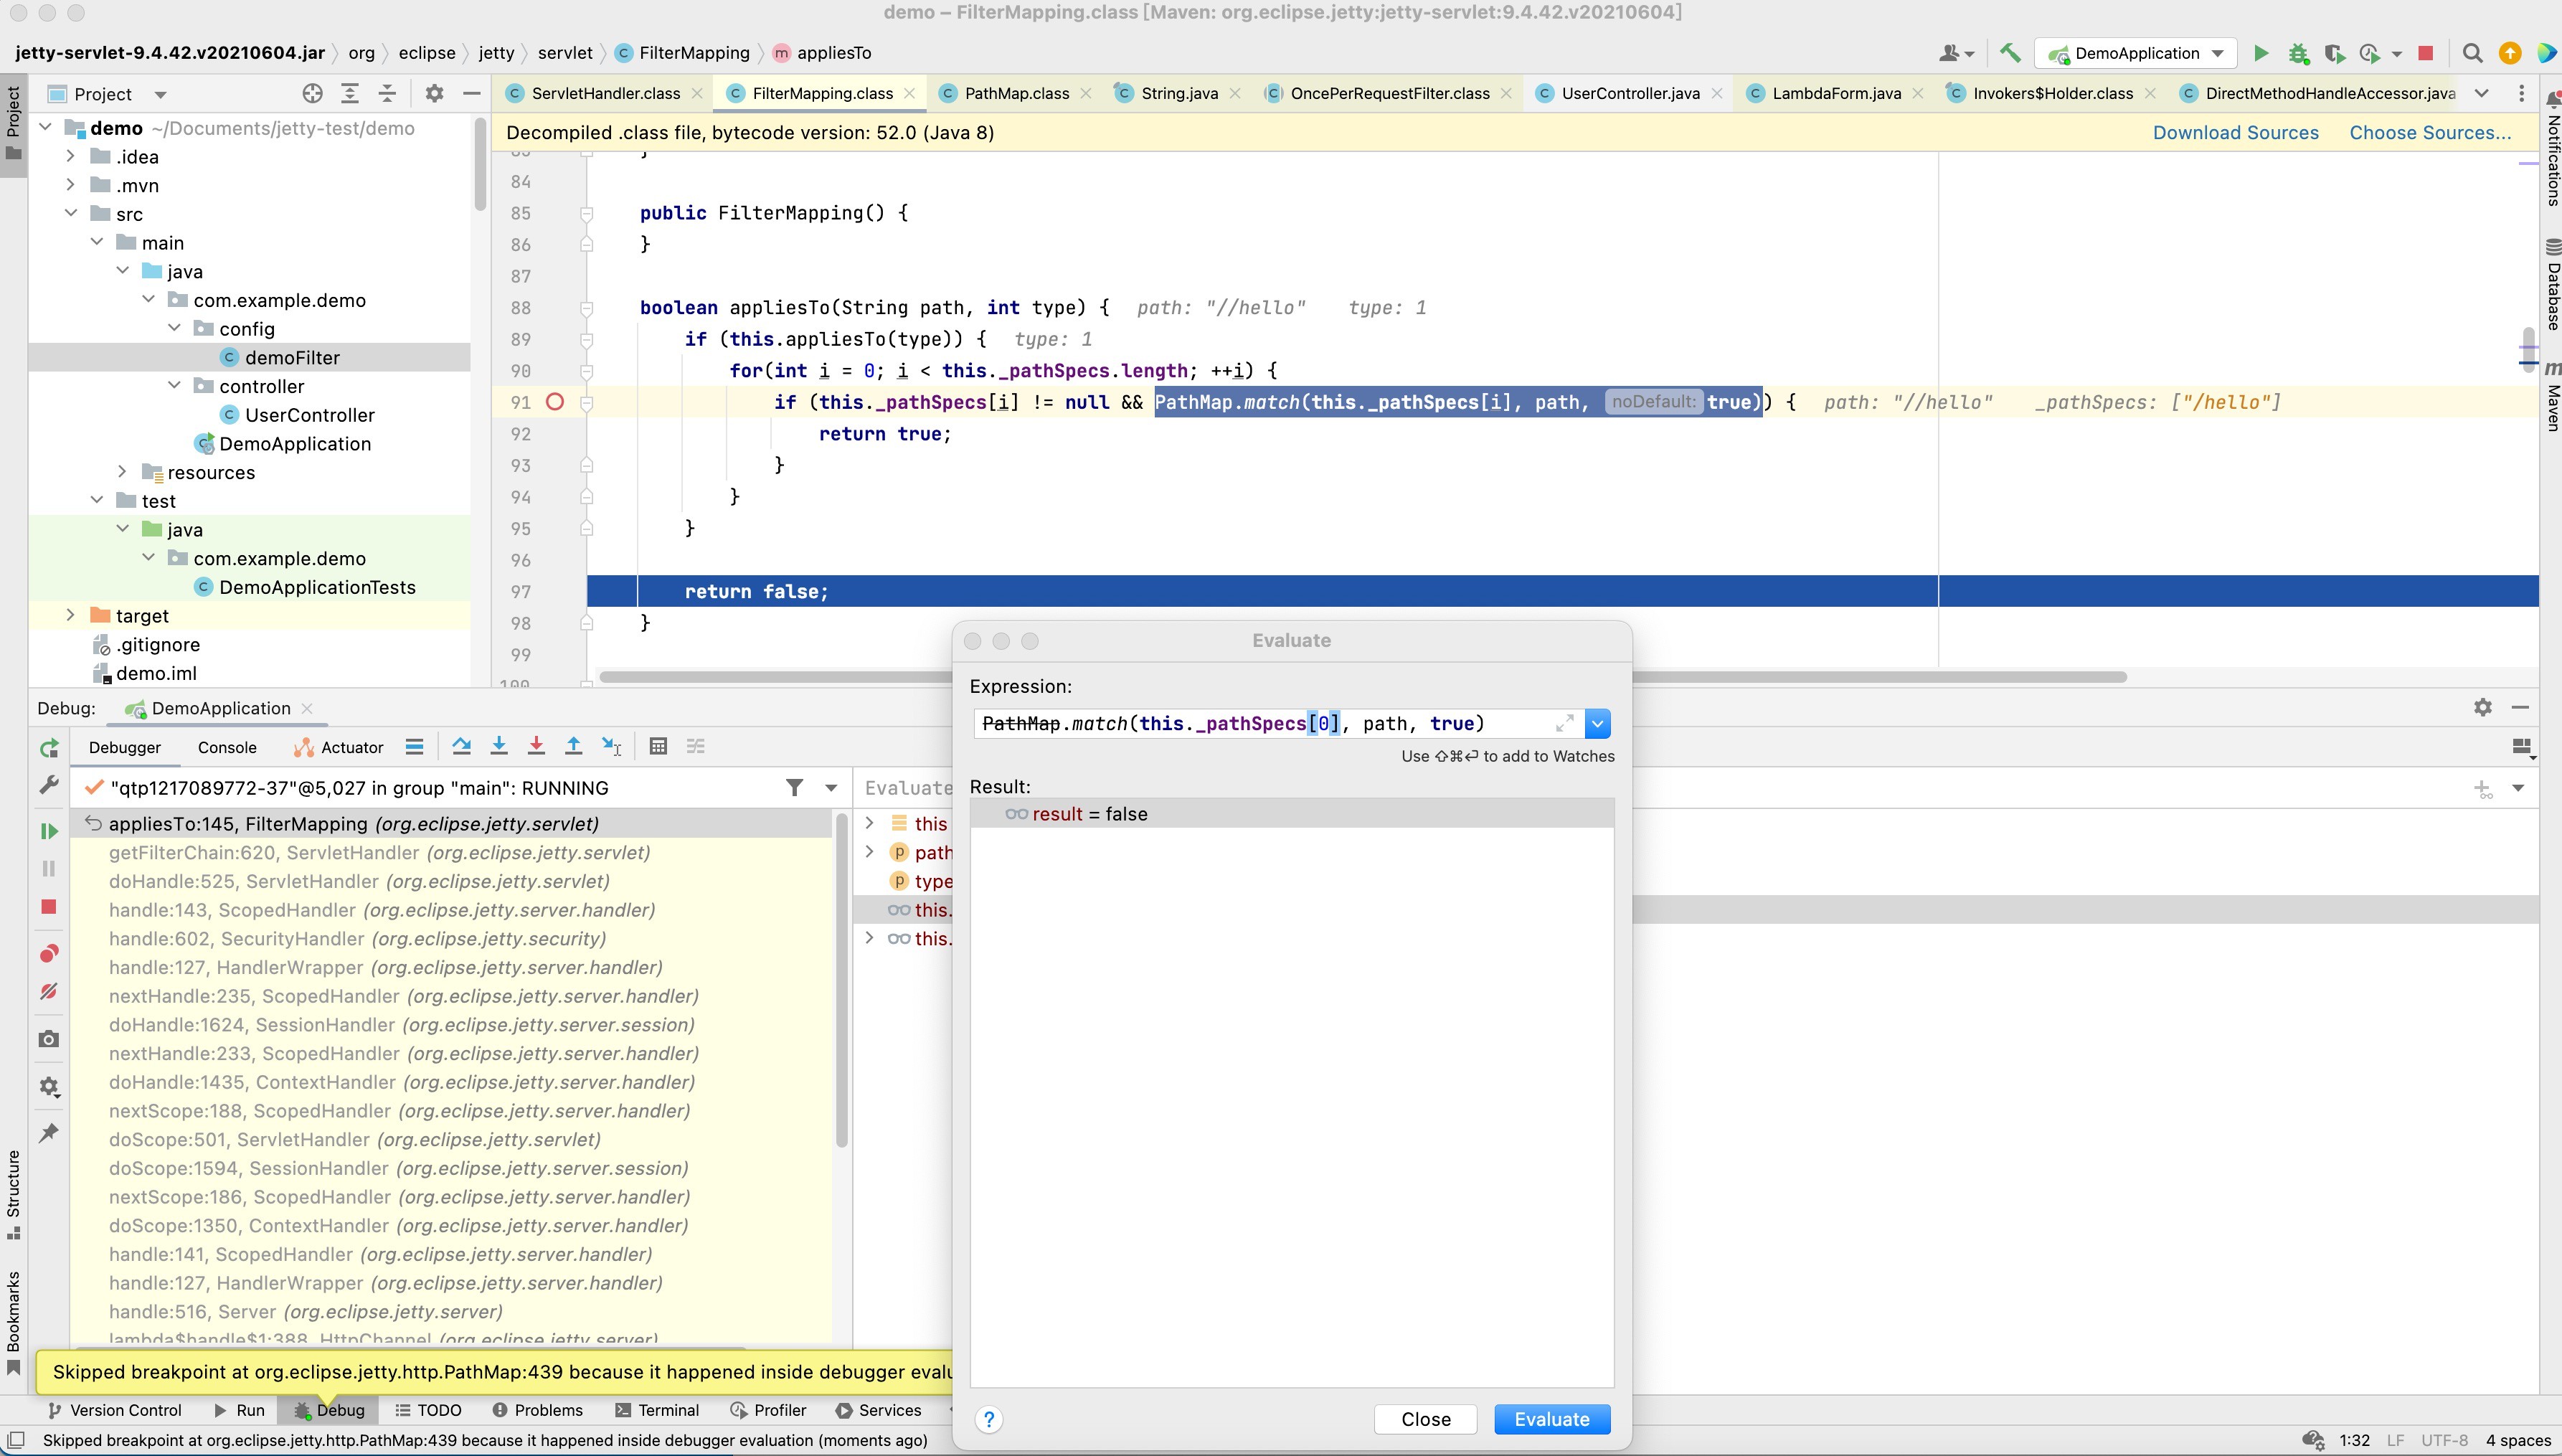 demo – FilterMapping.class [Maven: org.eclipse.jetty:jetty-servlet:9.4.42.v20210604]
jetty-servlet-9.4.42.v20210604.jar org eclipse jetty servlet FilterMapping appliesTo
DemoApplication
Project
Project
ServletHandler.class FilterMapping.class PathMap.class String.java OncePerRequestFilter.class UserController.java LambdaForm.java Invokers$Holder.class DirectMethodHandleAccessor.java
Notifications
Database
Maven
demo ~/Documents/jetty-test/demo
.idea
.mvn
src
main
java
com.example.demo
config
demoFilter
controller
UserController
DemoApplication
resources
test
java
com.example.demo
DemoApplicationTests
target
.gitignore
demo.iml
Decompiled .class file, bytecode version: 52.0 (Java 8) Download Sources Choose Sources...
83 }
84
85 public FilterMapping() {
86 }
87
88 boolean appliesTo(String path, int type) { path: "//hello" type: 1
89 if (this.appliesTo(type)) { type: 1
90 for(int i = 0; i < this._pathSpecs.length; ++i) {
91 if (this._pathSpecs[i] != null && PathMap.match(this._pathSpecs[i], path, noDefault: true)) { path: "//hello" _pathSpecs: ["/hello"]
92 return true;
93 }
94 }
95 }
96
97 return false;
98 }
99
100
Debug: DemoApplication
Debugger Console Actuator
"qtp1217089772-37"@5,027 in group "main": RUNNING
appliesTo:145, FilterMapping (org.eclipse.jetty.servlet)
getFilterChain:620, ServletHandler (org.eclipse.jetty.servlet)
doHandle:525, ServletHandler (org.eclipse.jetty.servlet)
handle:143, ScopedHandler (org.eclipse.jetty.server.handler)
handle:602, SecurityHandler (org.eclipse.jetty.security)
handle:127, HandlerWrapper (org.eclipse.jetty.server.handler)
nextHandle:235, ScopedHandler (org.eclipse.jetty.server.handler)
doHandle:1624, SessionHandler (org.eclipse.jetty.server.session)
nextHandle:233, ScopedHandler (org.eclipse.jetty.server.handler)
doHandle:1435, ContextHandler (org.eclipse.jetty.server.handler)
nextScope:188, ScopedHandler (org.eclipse.jetty.server.handler)
doScope:501, ServletHandler (org.eclipse.jetty.servlet)
doScope:1594, SessionHandler (org.eclipse.jetty.server.session)
nextScope:186, ScopedHandler (org.eclipse.jetty.server.handler)
doScope:1350, ContextHandler (org.eclipse.jetty.server.handler)
handle:141, ScopedHandler (org.eclipse.jetty.server.handler)
handle:127, HandlerWrapper (org.eclipse.jetty.server.handler)
handle:516, Server (org.eclipse.jetty.server)
lambda$handle$1:388, HttpChannel (org.eclipse.jetty.server)
Evaluate
this
path
type
this.
this.
Evaluate
Expression:
PathMap.match(this._pathSpecs[0], path, true)
Use ⇧⌘⏎ to add to Watches
Result:
result = false
? Close Evaluate
Structure
Bookmarks
Skipped breakpoint at org.eclipse.jetty.http.PathMap:439 because it happened inside debugger evalu
Version Control Run Debug TODO Problems Terminal Profiler Services
Skipped breakpoint at org.eclipse.jetty.http.PathMap:439 because it happened inside debugger evaluation (moments ago) 1:32 LF UTF-8 4 spaces